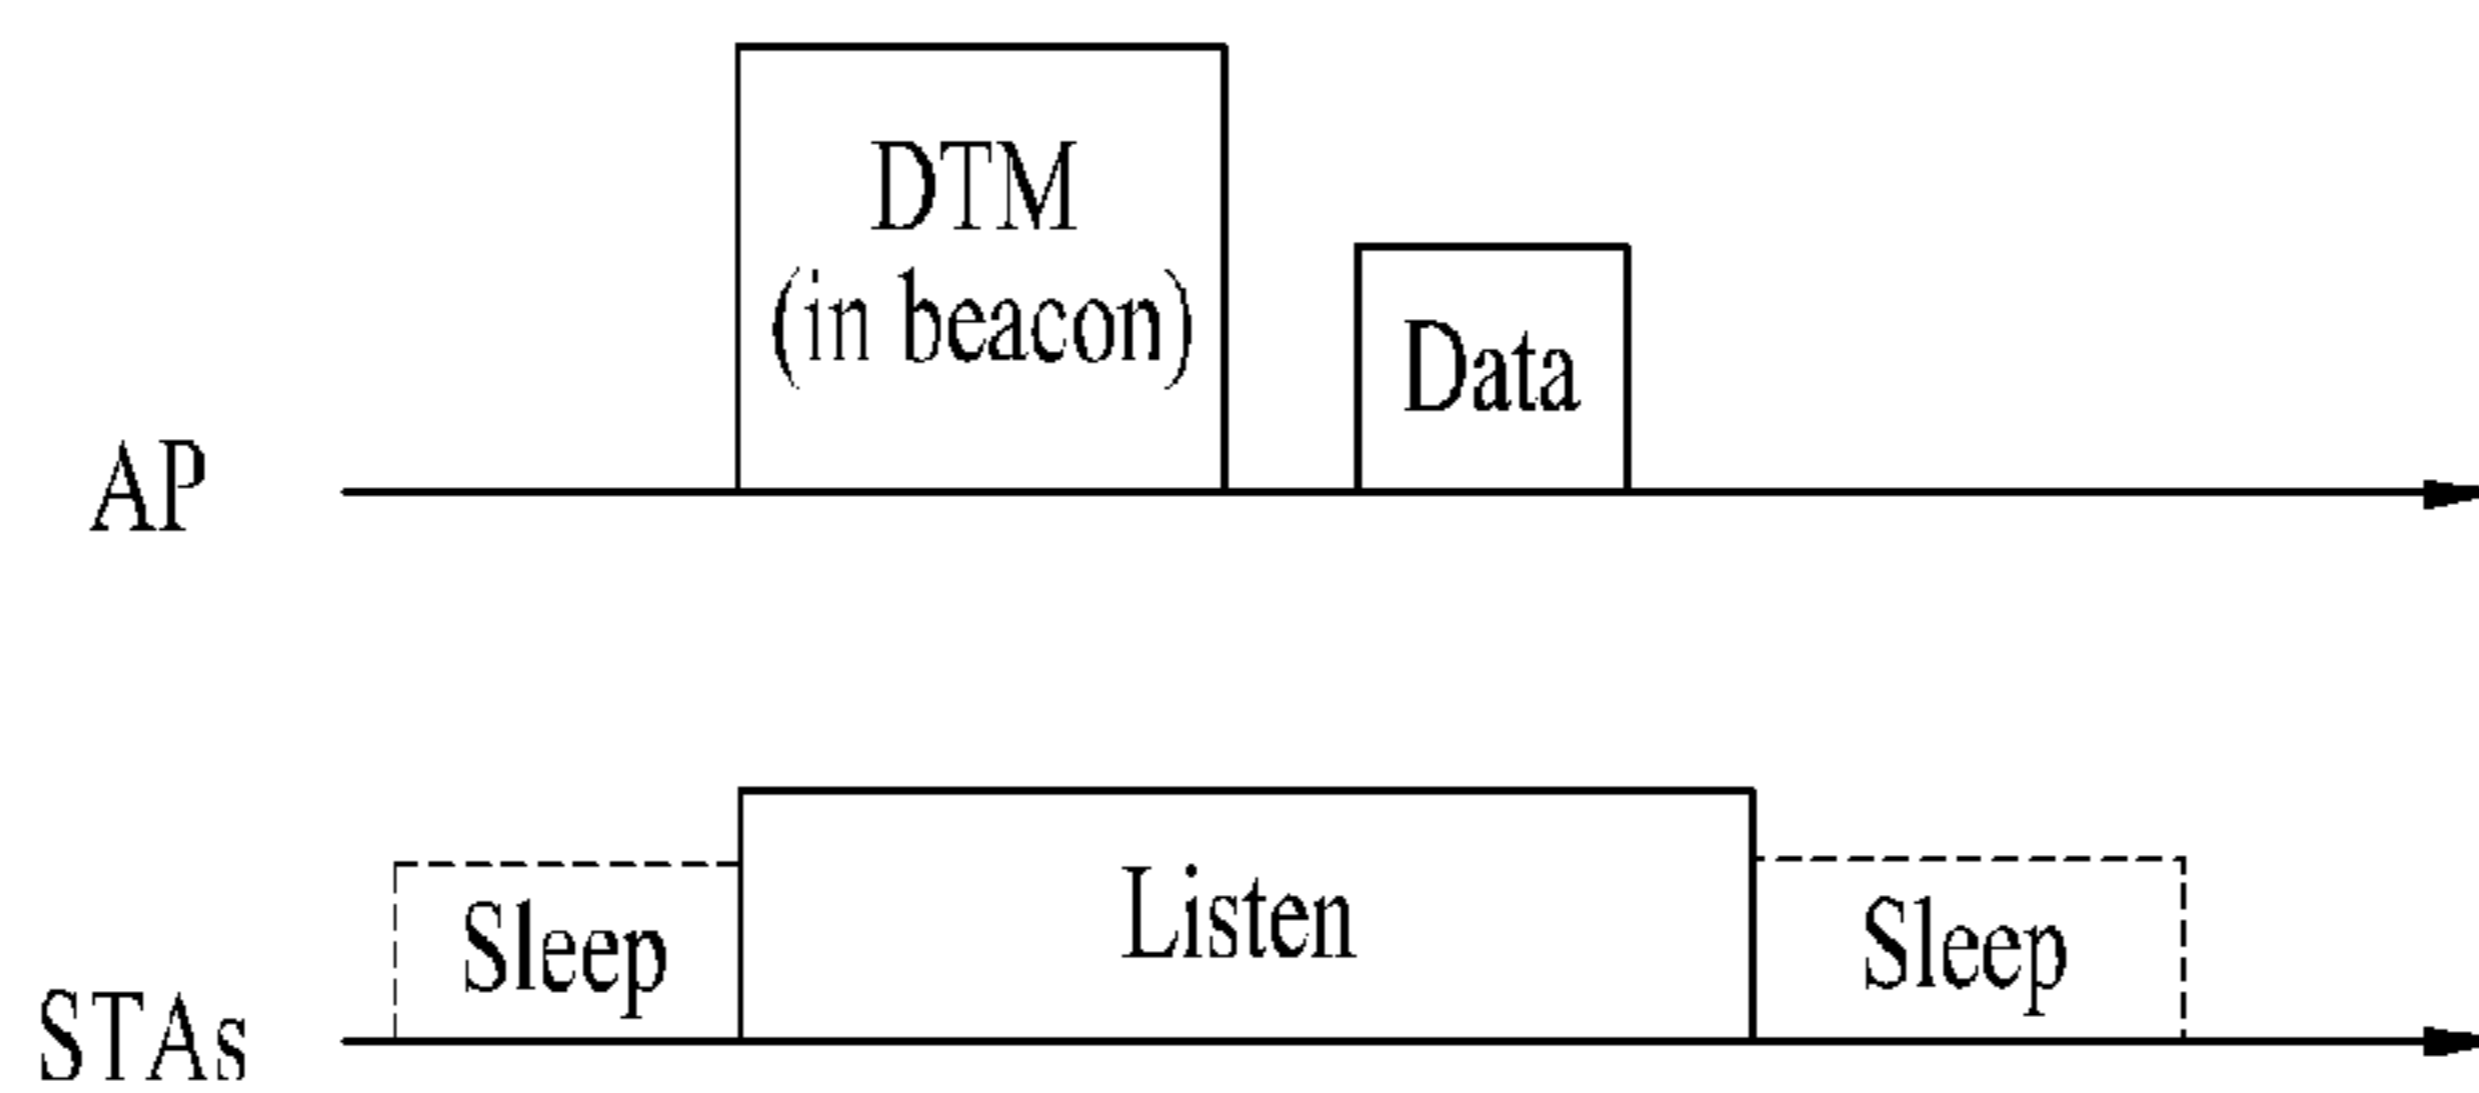 DTM
(in beacon)
Data
AP
Listen
Sleep
Sleep
STAs